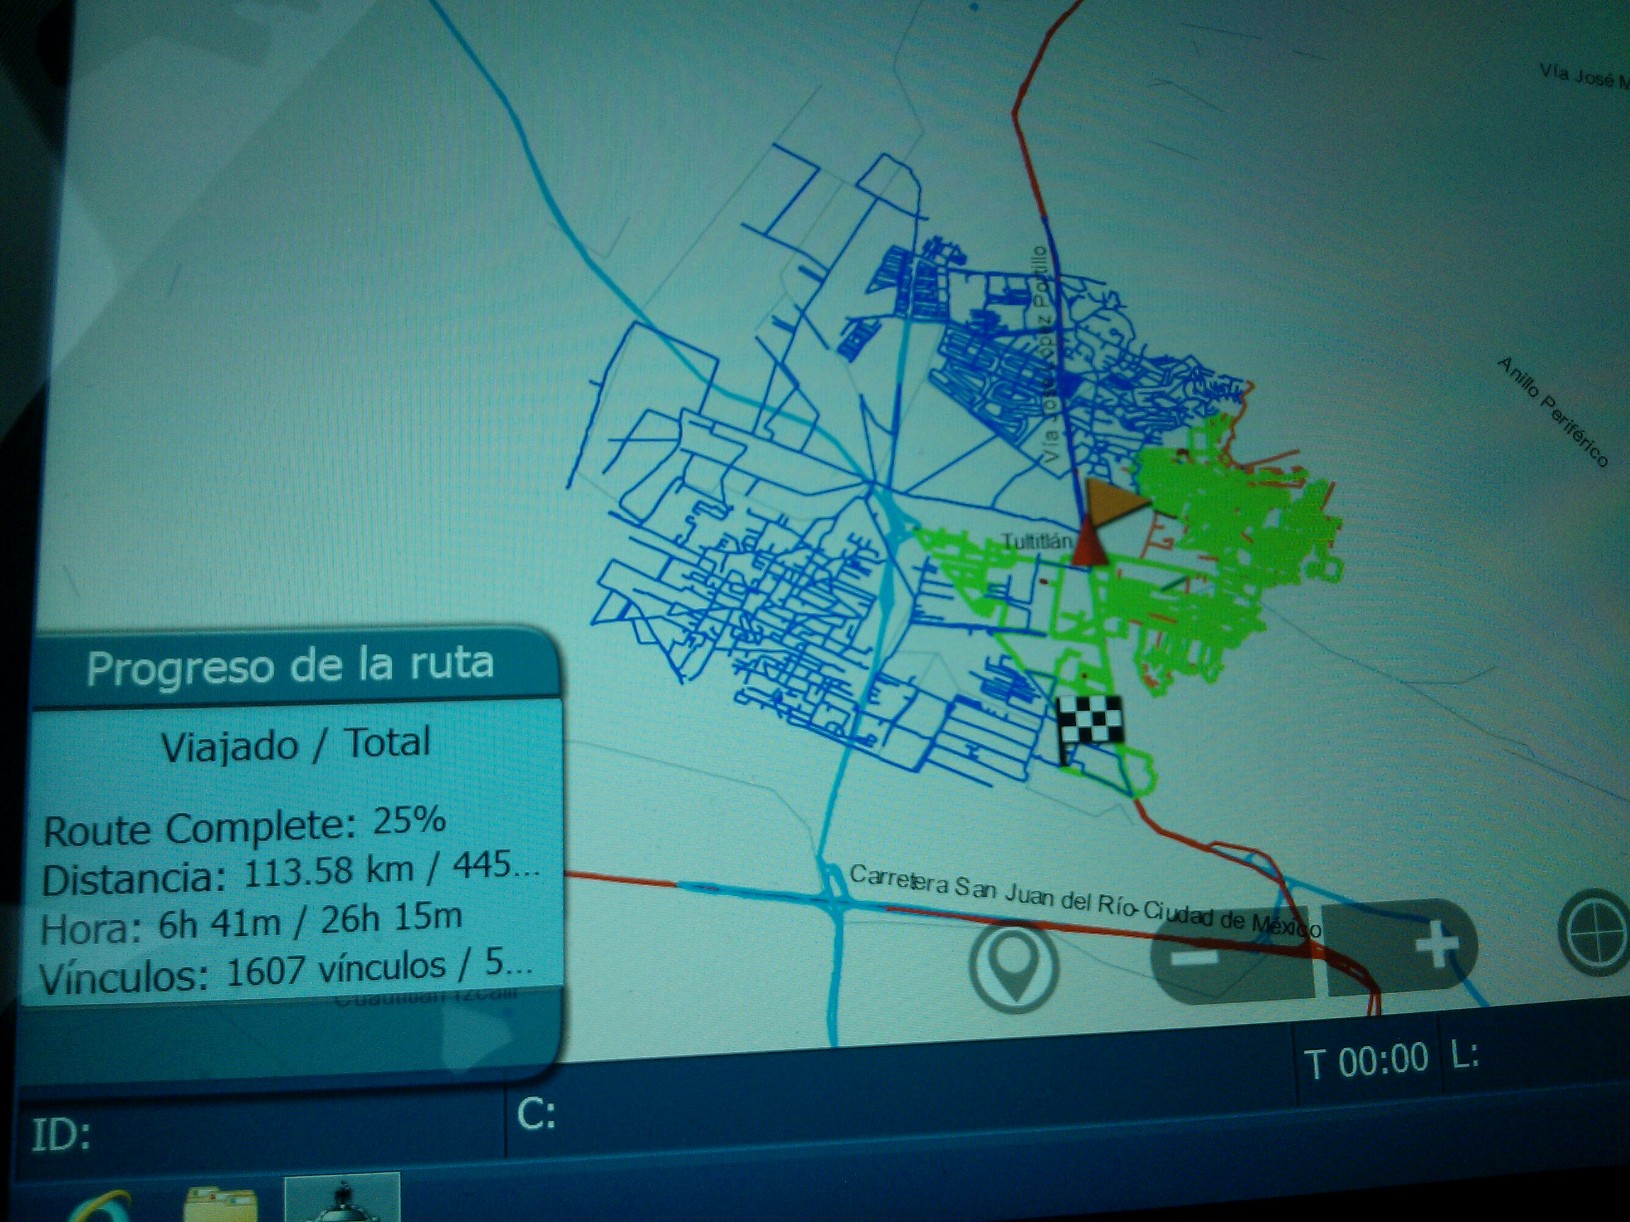 Vía José M
Vía José López Portillo
Anillo Periférico
Tultitlán
Progreso de la ruta
Viajado / Total
Route Complete: 25%
Distancia: 113.58 km / 445...
Hora: 6h 41m / 26h 15m
Vínculos: 1607 vínculos / 5...
Carretera San Juan del Río-Ciudad de México
Cuautitlán Izcalli
T 00:00 L:
ID:
C: